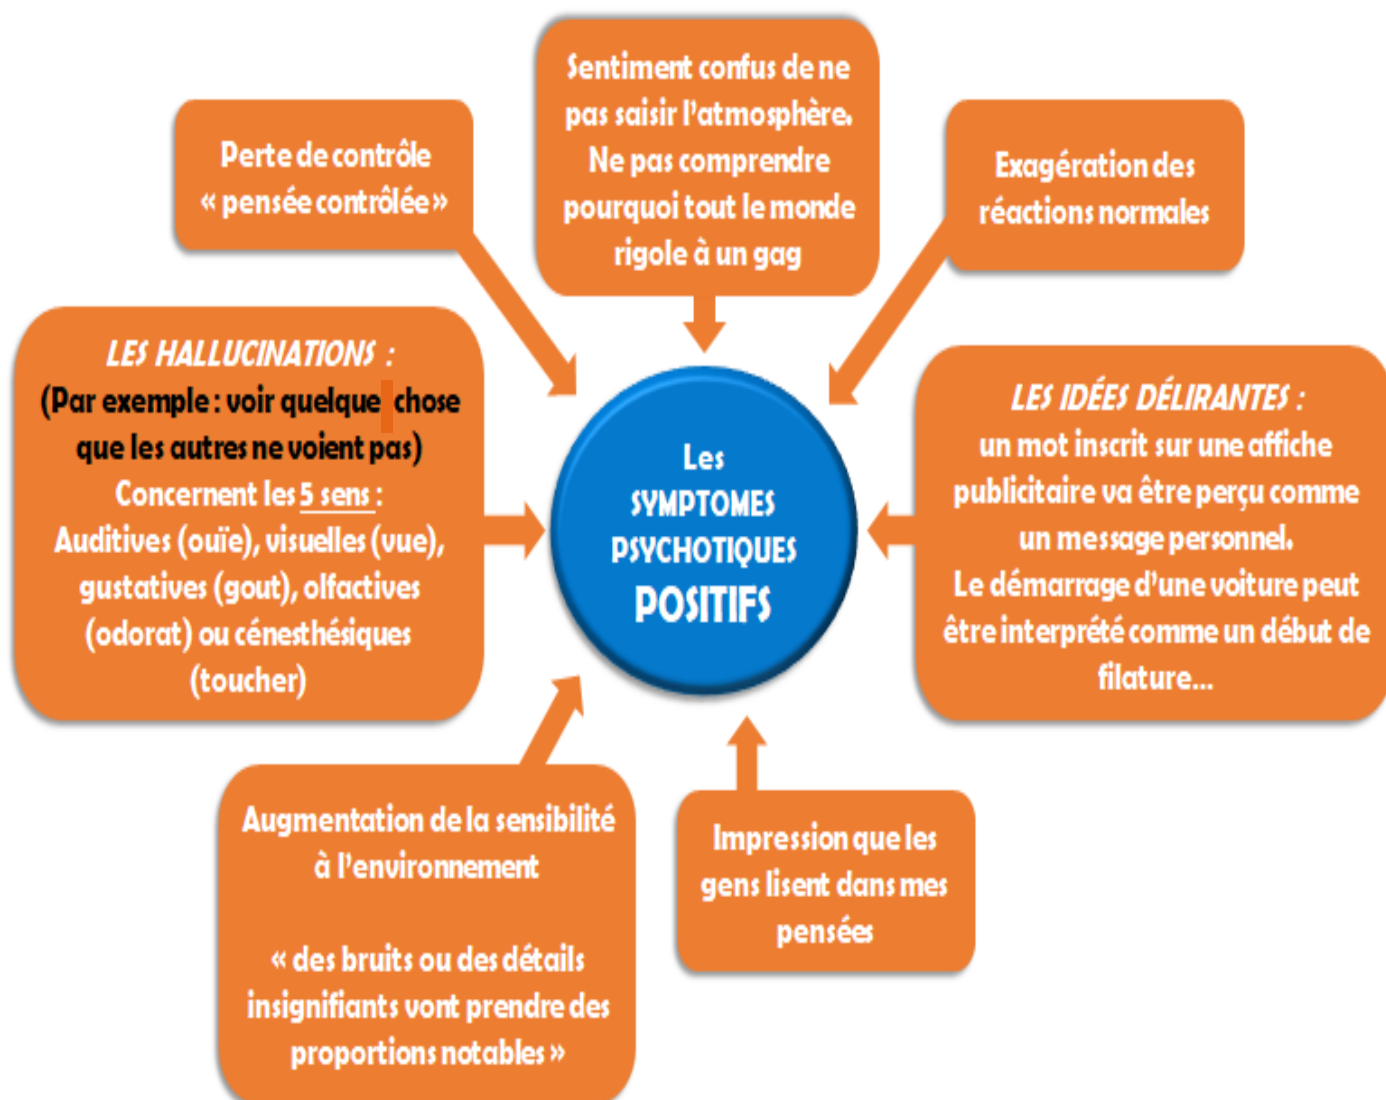 Sentiment confus de ne
pas saisir l'atmosphère.
Ne pas comprendre
pourquoi tout le monde
rigole à un gag
Perte de contrôle
« pensée contrôlée »
Exagération des
réactions normales
LES HALLUCINATIONS :
(Par exemple : voir quelque chose
que les autres ne voient pas)
Concernent les 5 sens :
Auditives (ouïe), visuelles (vue),
gustatives (gout), olfactives
(odorat) ou cénesthésiques
(toucher)
Les
SYMPTOMES
PSYCHOTIQUES
POSITIFS
LES IDÉES DÉLIRANTES :
un mot inscrit sur une affiche
publicitaire va être perçu comme
un message personnel.
Le démarrage d'une voiture peut
être interprété comme un début de
filature...
Augmentation de la sensibilité
à l'environnement
« des bruits ou des détails
insignifiants vont prendre des
proportions notables »
Impression que les
gens lisent dans mes
pensées